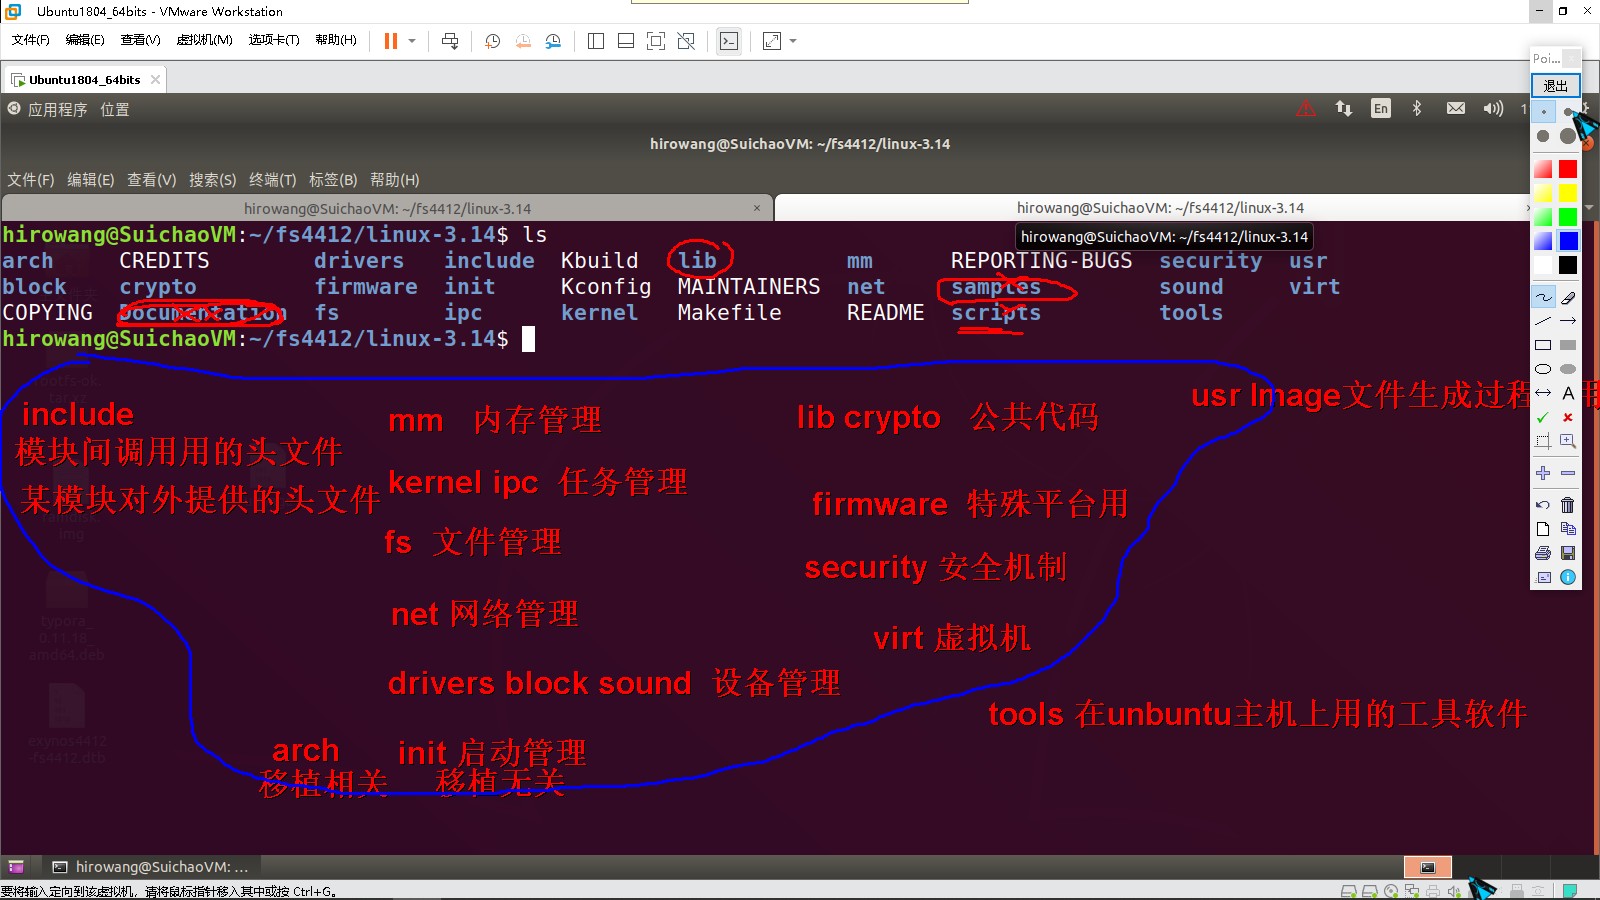 Ubuntu1804_64bits - VMware Workstation
文件(F) 编辑(E) 查看(V) 虚拟机(M) 选项卡(T) 帮助(H)
Ubuntu1804_64bits
Poi...
退出
应用程序 位置
En
hirowang@SuichaoVM: ~/fs4412/linux-3.14
文件(F) 编辑(E) 查看(V) 搜索(S) 终端(T) 标签(B) 帮助(H)
hirowang@SuichaoVM: ~/fs4412/linux-3.14
hirowang@SuichaoVM: ~/fs4412/linux-3.14
hirowang@SuichaoVM: ~/fs4412/linux-3.14
hirowang@SuichaoVM:~/fs4412/linux-3.14$ ls
arch CREDITS drivers include Kbuild lib mm REPORTING-BUGS security usr
block crypto firmware init Kconfig MAINTAINERS net samples sound virt
COPYING Documentation fs ipc kernel Makefile README scripts tools
hirowang@SuichaoVM:~/fs4412/linux-3.14$
include
模块间调用用的头文件
某模块对外提供的头文件
mm 内存管理
kernel ipc 任务管理
fs 文件管理
net 网络管理
drivers block sound 设备管理
arch
移植相关
init 启动管理
移植无关
lib crypto 公共代码
firmware 特殊平台用
security 安全机制
virt 虚拟机
usr Image文件生成过程
tools 在unbuntu主机上用的工具软件
img
typora_
0.11.18_
amd64.deb
exynos4412
-fs4412.dtb
hirowang@SuichaoVM: ...
要将输入定向到该虚拟机，请将鼠标指针移入其中或按 Ctrl+G。